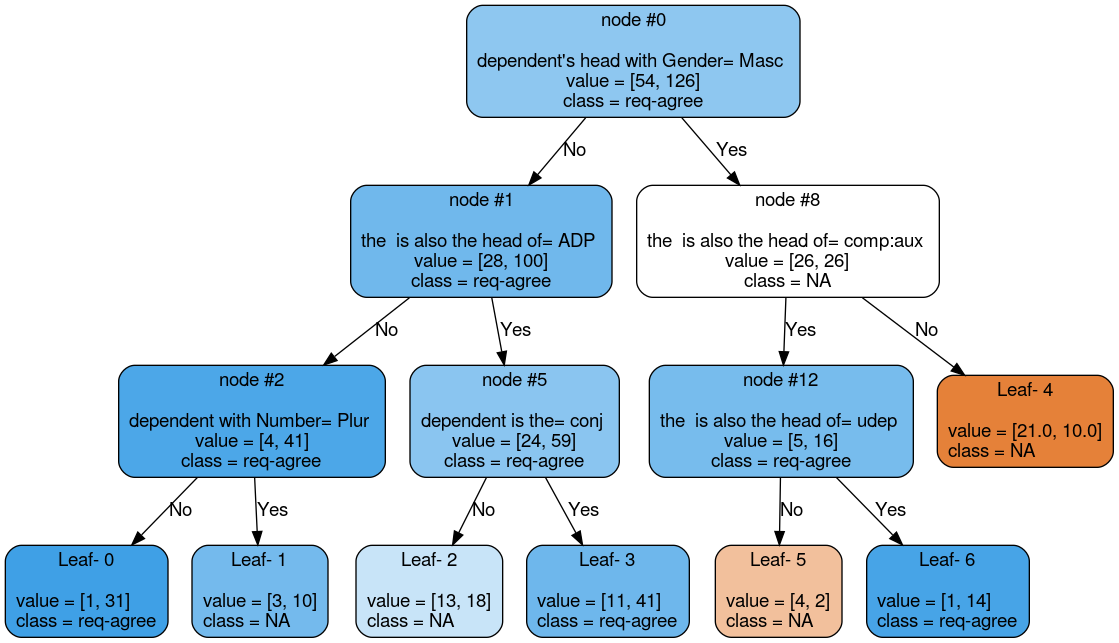 node #0
dependent's head with Gender= Masc
value = [54, 126]
class = req-agree
No
Yes
node #1
the  is also the head of= ADP
value = [28, 100]
class = req-agree
node #8
the  is also the head of= comp:aux
value = [26, 26]
class = NA
No
Yes
Yes
No
node #2
dependent with Number= Plur
value = [4, 41]
class = req-agree
node #5
dependent is the= conj
value = [24, 59]
class = req-agree
node #12
the  is also the head of= udep
value = [5, 16]
class = req-agree
Leaf- 4
value = [21.0, 10.0]
class = NA
No
Yes
No
Yes
No
Yes
Leaf- 0
value = [1, 31]
class = req-agree
Leaf- 1
value = [3, 10]
class = NA
Leaf- 2
value = [13, 18]
class = NA
Leaf- 3
value = [11, 41]
class = req-agree
Leaf- 5
value = [4, 2]
class = NA
Leaf- 6
value = [1, 14]
class = req-agree